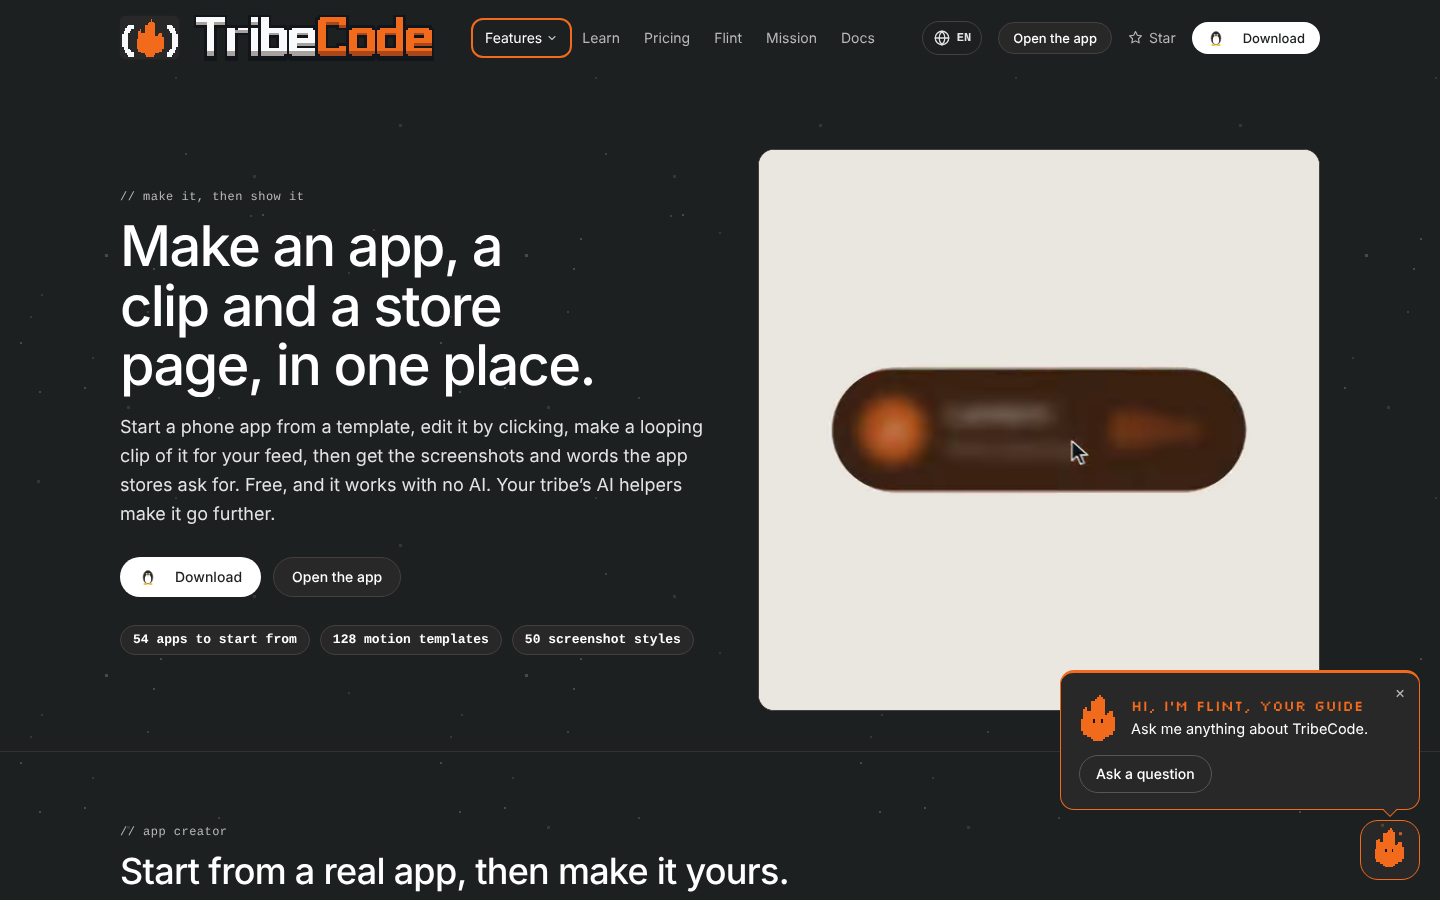 TribeCode
Features
Learn
Pricing
Flint
Mission
Docs
EN
Open the app
Star
Download
// make it, then show it
Make an app, a
clip and a store
page, in one place.
Start a phone app from a template, edit it by clicking, make a looping
clip of it for your feed, then get the screenshots and words the app
stores ask for. Free, and it works with no AI. Your tribe’s AI helpers
make it go further.
Download
Open the app
54 apps to start from
128 motion templates
50 screenshot styles
HI, I'M FLINT, YOUR GUIDE
Ask me anything about TribeCode.
Ask a question
// app creator
Start from a real app, then make it yours.